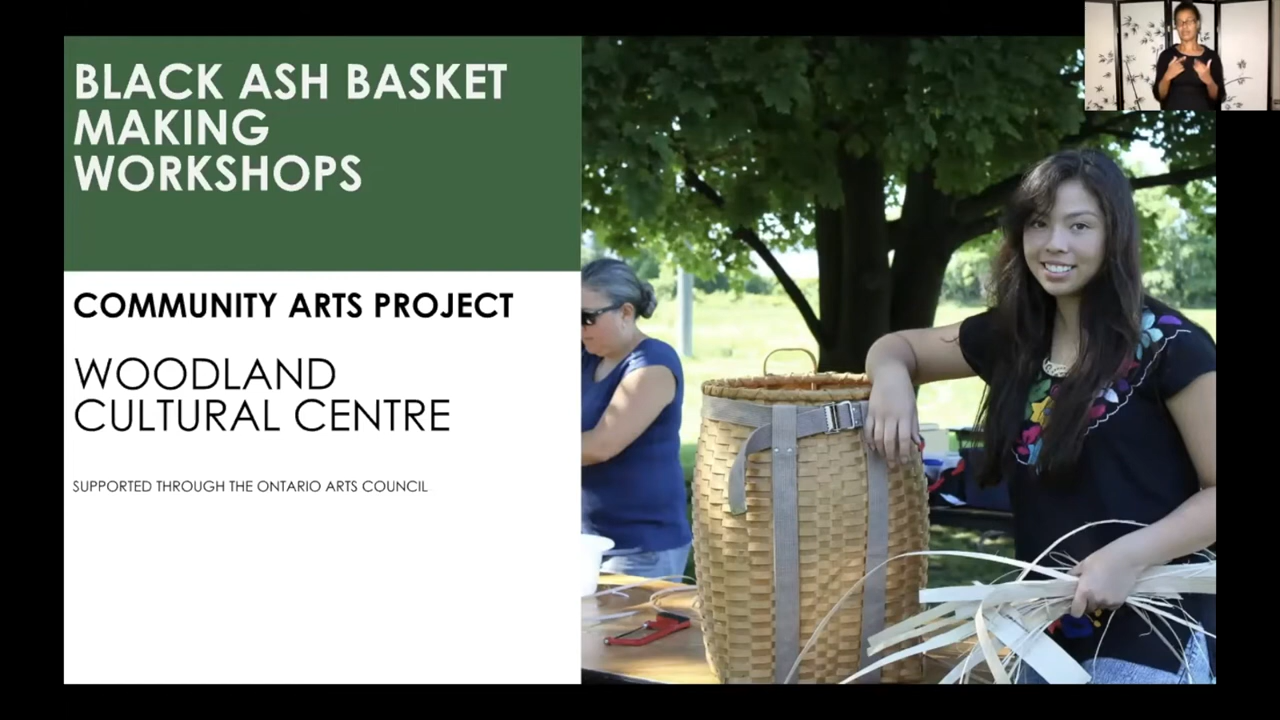 BLACK ASH BASKET
MAKING
WORKSHOPS
COMMUNITY ARTS PROJECT
WOODLAND
CULTURAL CENTRE
SUPPORTED THROUGH THE ONTARIO ARTS COUNCIL